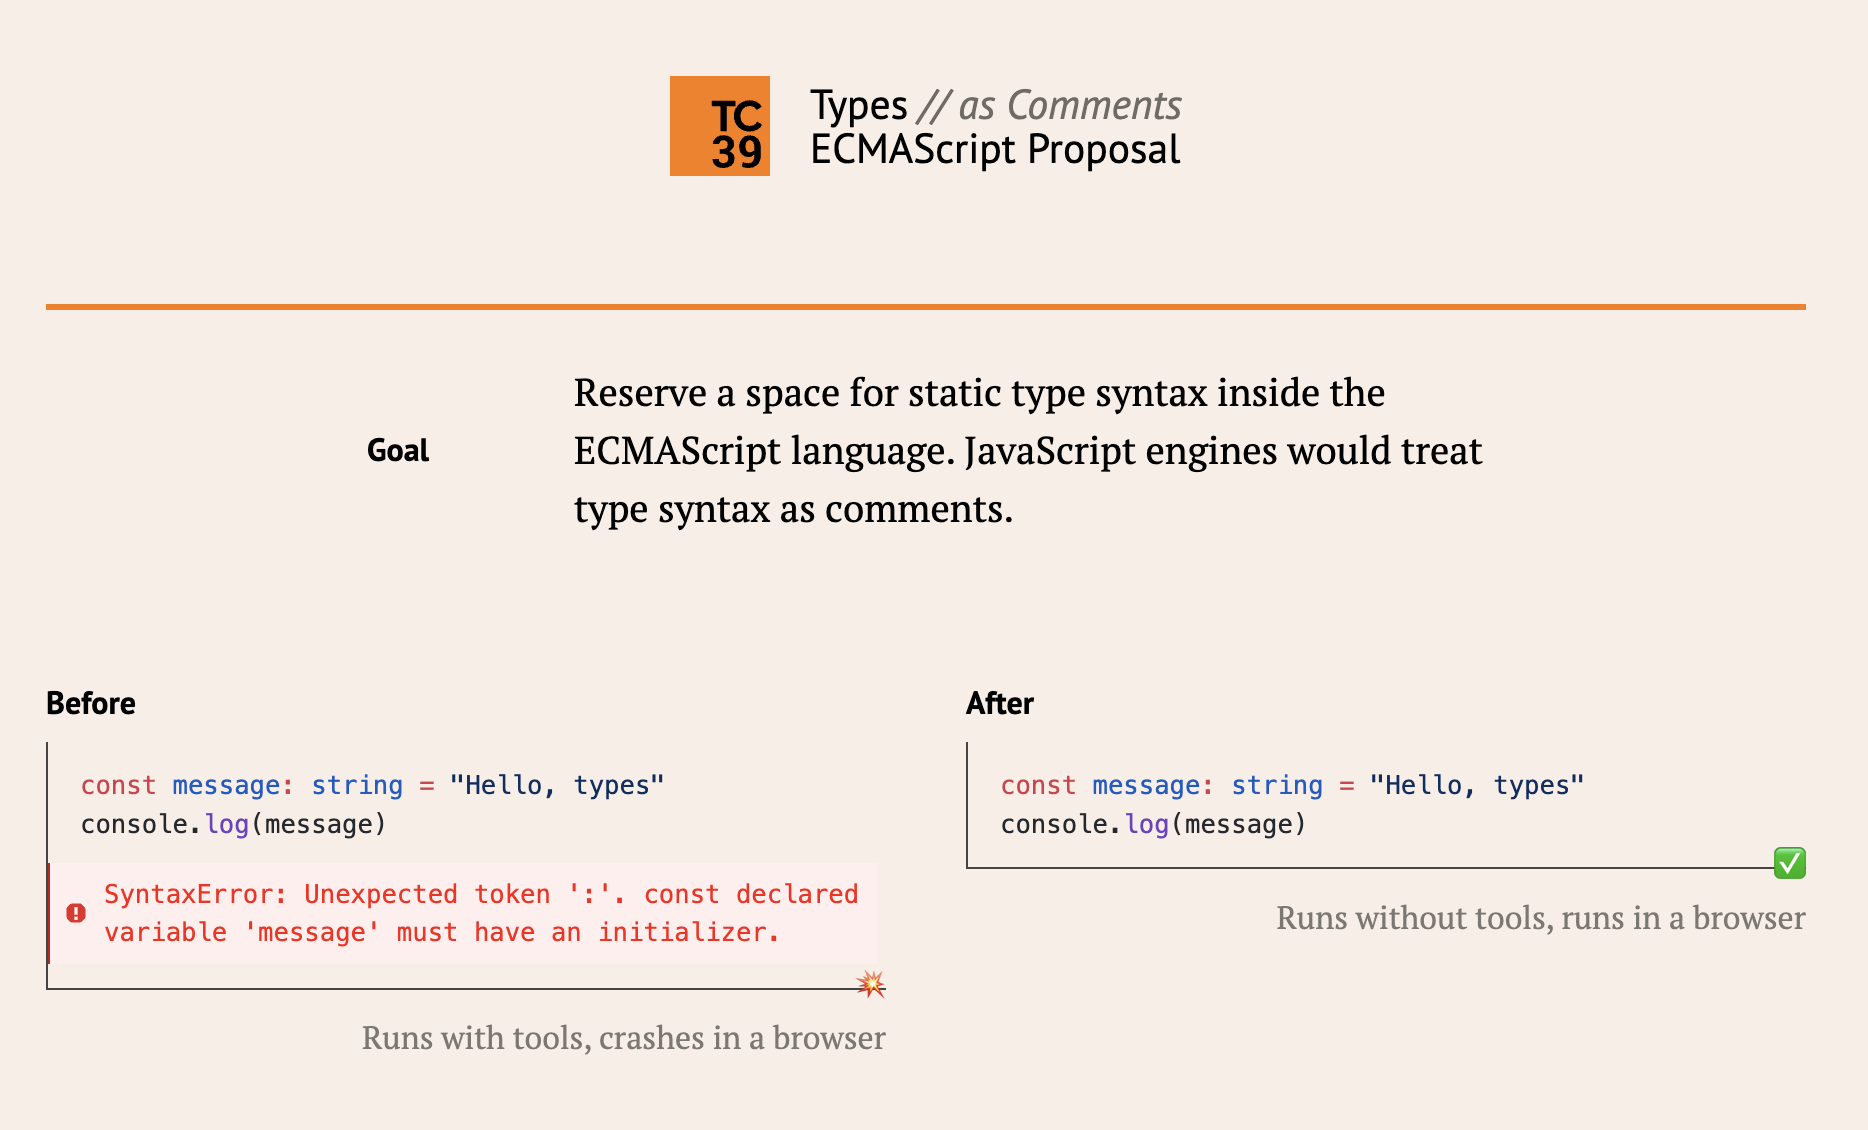 TC
39
Types // as Comments
ECMAScript Proposal
Goal
Reserve a space for static type syntax inside the
ECMAScript language. JavaScript engines would treat
type syntax as comments.
Before
const message: string = "Hello, types"
console.log(message)
SyntaxError: Unexpected token ':'. const declared
variable 'message' must have an initializer.
Runs with tools, crashes in a browser
After
const message: string = "Hello, types"
console.log(message)
Runs without tools, runs in a browser